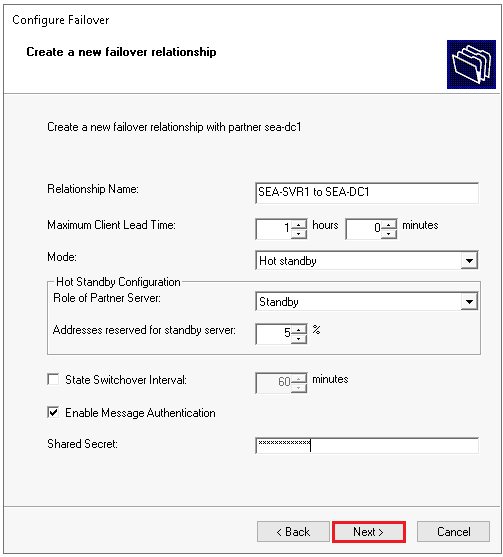 Configure Failover
Create a new failover relationship
Create a new failover relationship with partner sea-dc1
Relationship Name: SEA-SVR1 to SEA-DC1
Maximum Client Lead Time: 1 hours 0 minutes
Mode: Hot standby
Hot Standby Configuration
Role of Partner Server: Standby
Addresses reserved for standby server: 5 %
State Switchover Interval: 60 minutes
Enable Message Authentication
Shared Secret: *************
< Back Next > Cancel